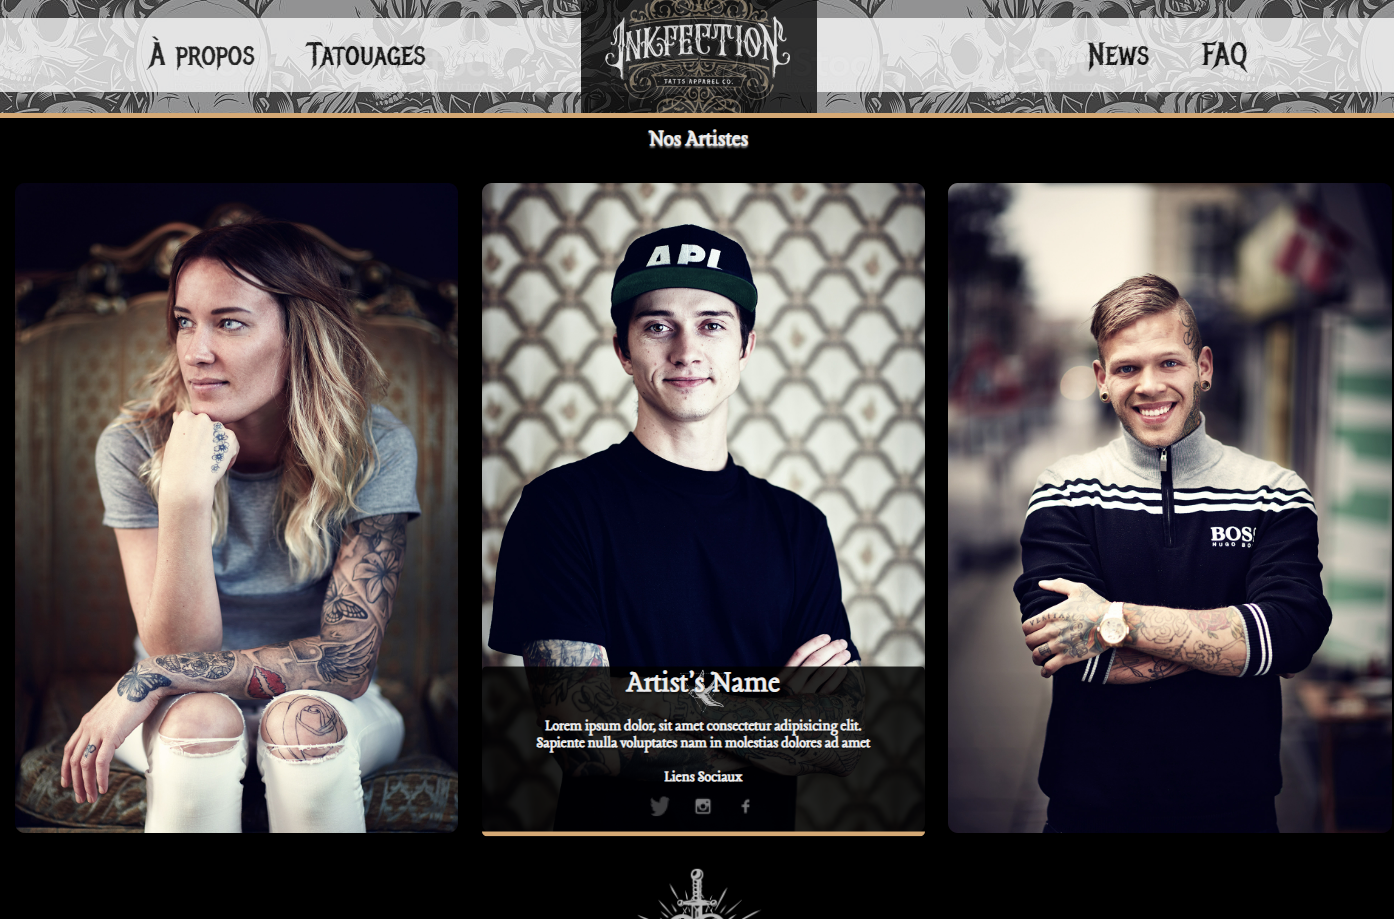 À propos
Tatouages
INKFECTION
TATTS APPAREL CO.
News
FAQ
Nos Artistes
API
BOSS
HUGO BO
Artist's Name
Lorem ipsum dolor, sit amet consectetur adipisicing elit.
Sapiente nulla voluptates nam in molestias dolores ad amet
Liens Sociaux